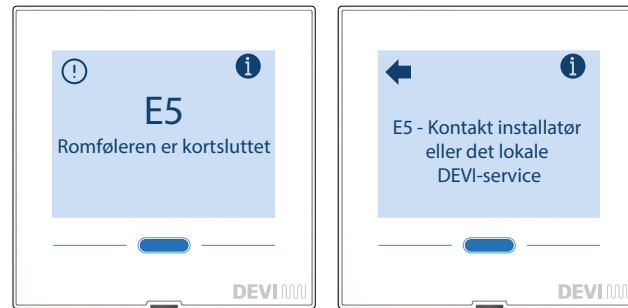 E5
Romføleren er kortsluttet
DEVI
E5 - Kontakt installatør
eller det lokale
DEVI-service
DEVI